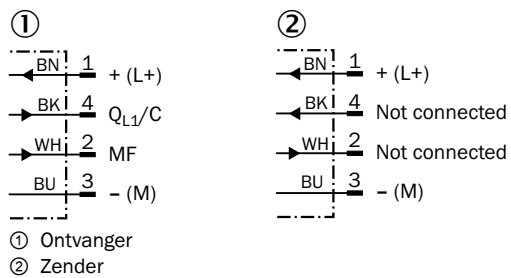 ①
BN 1 + (L+)
BK 4 QL1/C
WH 2 MF
BU 3 − (M)
②
BN 1 + (L+)
BK 4 Not connected
WH 2 Not connected
BU 3 − (M)
① Ontvanger
② Zender